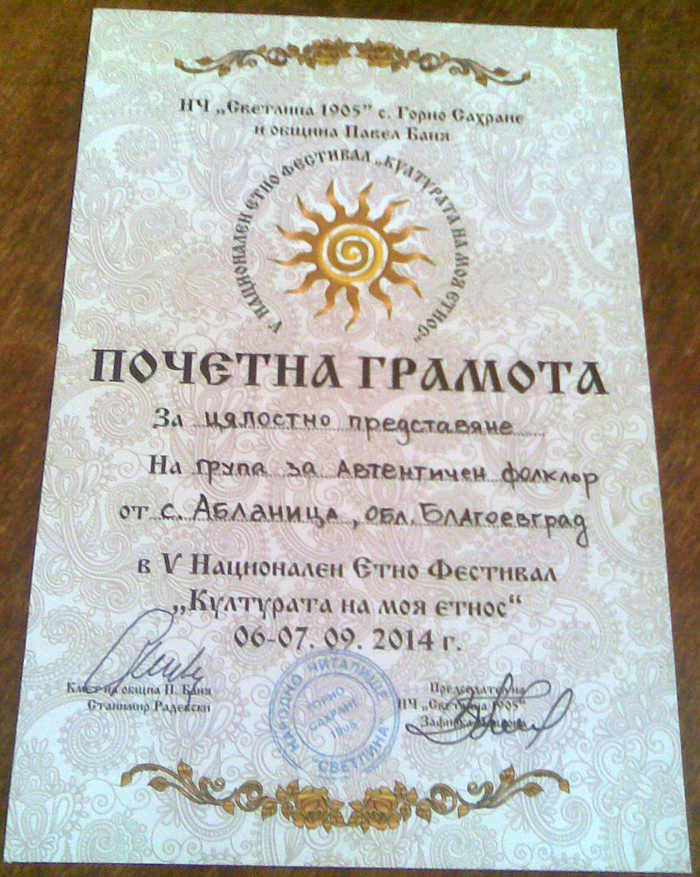 НЧ „Светлина 1905” с. Горно Сахране
и община Павел Баня
V НАЦИОНАЛЕН ЕТНО ФЕСТИВАЛ „КУЛТУРАТА НА МОЯ ЕТНОС”
ПОЧЕТНА ГРАМОТА
За цялостно представяне
На група за Автентичен фолклор
от с. Абланица, обл. Благоевград
в V Национален Етно Фестивал
„Културата на моя етнос“
06-07. 09. 2014 г.
Кмет на община П. Баня
Станимир Радевски
Председател на
НЧ „Светлина 1905”
Зафирка
НАРОДНО ЧИТАЛИЩЕ
"СВЕТЛИНА"
ГОРНО
САХРАНЕ
1905